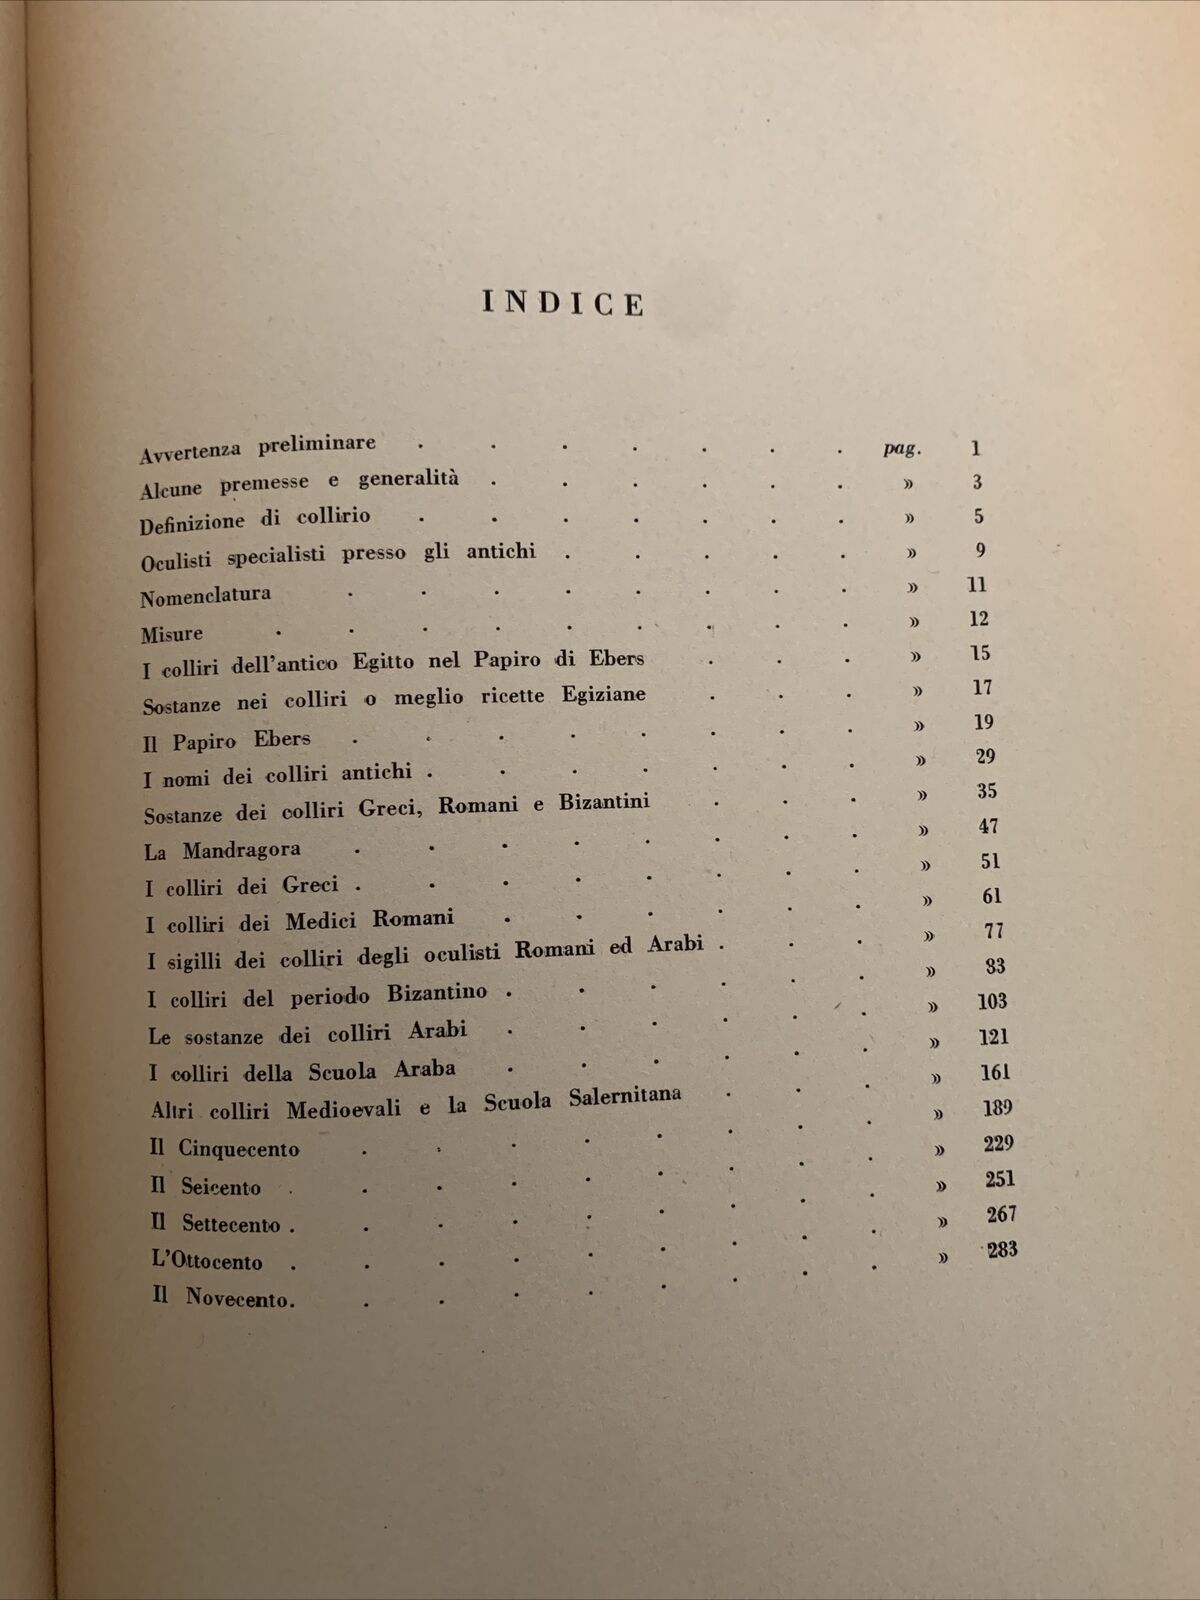 INDICE
Avvertenza preliminare . . . . . . . pag. 1
Alcune premesse e generalità . . . . . . » 3
Definizione di collirio . . . . . . . » 5
Oculisti specialisti presso gli antichi . . . . . » 9
Nomenclatura . . . . . . . . » 11
Misure . . . . . . . . . » 12
I colliri dell'antico Egitto nel Papiro di Ebers . . . » 15
Sostanze nei colliri o meglio ricette Egiziane . . . » 17
Il Papiro Ebers . . . . . . . . » 19
I nomi dei colliri antichi . . . . . . . » 29
Sostanze dei colliri Greci, Romani e Bizantini . . . » 35
La Mandragora . . . . . . . . » 47
I colliri dei Greci . . . . . . . . » 51
I colliri dei Medici Romani . . . . . . » 61
I sigilli dei colliri degli oculisti Romani ed Arabi . . . » 77
I colliri del periodo Bizantino . . . . . . » 83
Le sostanze dei colliri Arabi . . . . . . » 103
I colliri della Scuola Araba . . . . . . » 121
Altri colliri Medioevali e la Scuola Salernitana . . . » 161
Il Cinquecento . . . . . . . . » 189
Il Seicento . . . . . . . . . » 229
Il Settecento . . . . . . . . . » 251
L'Ottocento . . . . . . . . . » 267
Il Novecento. . . . . . . . . » 283